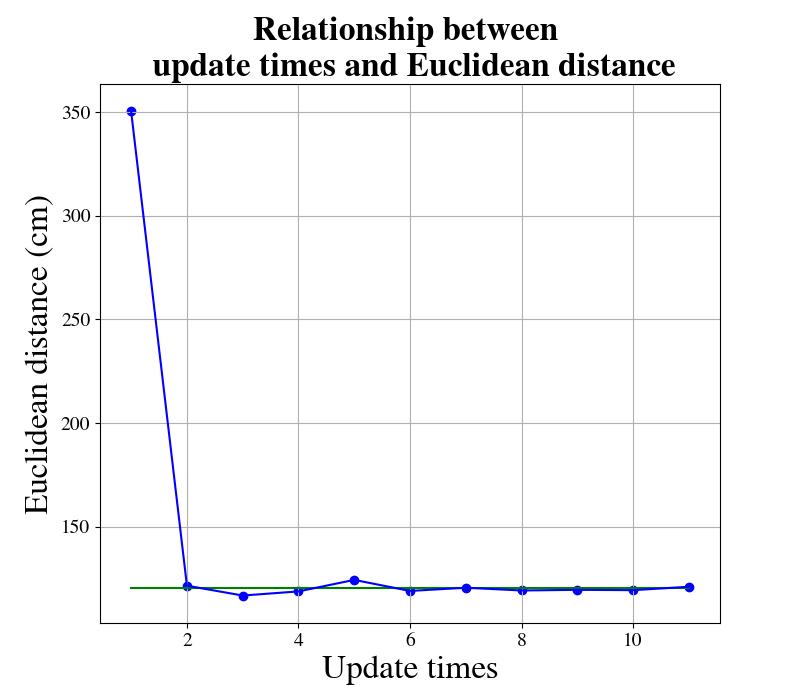 Relationship between
update times and Euclidean distance
350
300
250
200
150
Euclidean distance (cm)
2
4
6
8
10
Update times